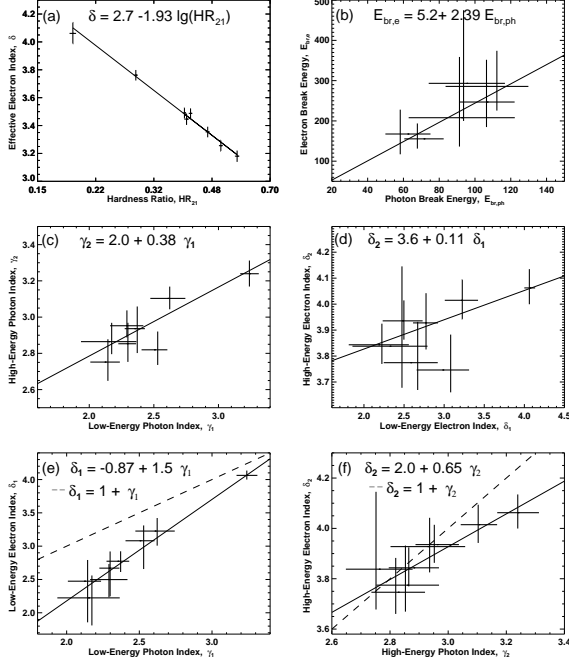 (a) δ = 2.7 -1.93 lg(HR21)
Effective Electron Index, δ
4.2
4.0
3.8
3.6
3.4
3.2
3.0
0.15 0.24 0.32 0.41 0.48 0.60 0.70
Hardness Ratio, HR21
(b) Ebr,e = 5.2+ 2.39 Ebr,ph
Electron Break Energy, Ebr,e
500
400
300
200
100
20 40 60 80 100 120 140
Photon Break Energy, Ebr,ph
(c) γ2 = 2.0 + 0.38 γ1
High-Energy Photon Index, γ2
3.4
3.2
3.0
2.8
2.6
2.0 2.5 3.0
Low-Energy Photon Index, γ1
(d) δ2 = 3.6 + 0.11 δ1
High-Energy Electron Index, δ2
4.2
4.1
4.0
3.9
3.8
3.7
2.0 2.5 3.0 3.5 4.0 4.5
Low-Energy Electron Index, δ1
(e) δ1 = -0.87 + 1.5 γ1
δ1 = 1 + γ1
Low-Energy Electron Index, δ1
4.0
3.5
3.0
2.5
2.0
2.0 2.5 3.0
Low-Energy Photon Index, γ1
(f) δ2 = 2.0 + 0.65 γ2
δ2 = 1 + γ2
High-Energy Electron Index, δ2
4.2
4.0
3.8
3.6
2.6 2.8 3.0 3.2 3.4
High-Energy Photon Index, γ2